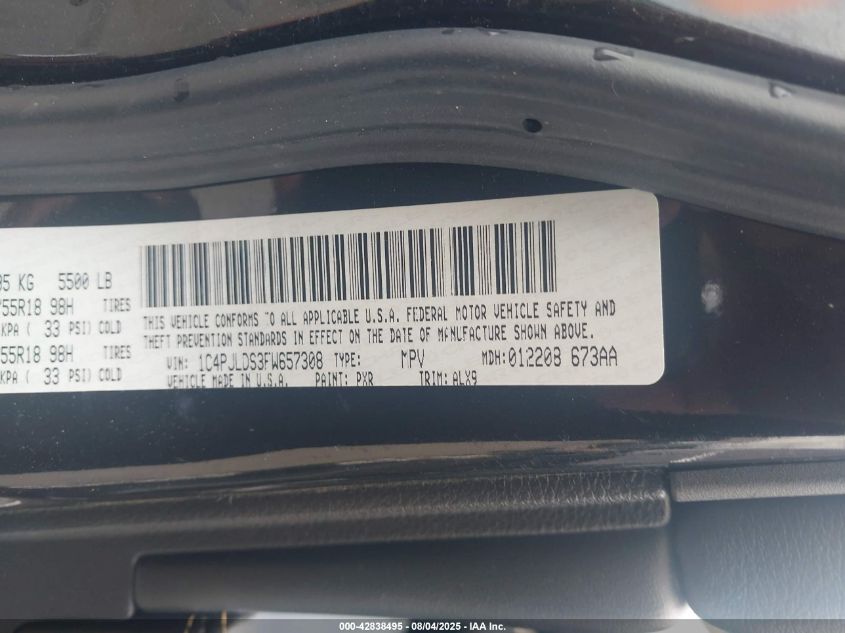 95 KG 5500 LB
/55R18 98H TIRES
KPA ( 33 PSI) COLD
55R18 98H TIRES
KPA ( 33 PSI) COLD
THIS VEHICLE CONFORMS TO ALL APPLICABLE U.S.A. FEDERAL MOTOR VEHICLE SAFETY AND
THEFT PREVENTION STANDARDS IN EFFECT ON THE DATE OF MANUFACTURE SHOWN ABOVE.
VIN: 1C4PJLDS3FW657308 TYPE: MPV MDH:012208 673AA
VEHICLE MADE IN U.S.A. PAINT: PXR TRIM:ALX9
000-42838495 - 08/04/2025 - IAA Inc.